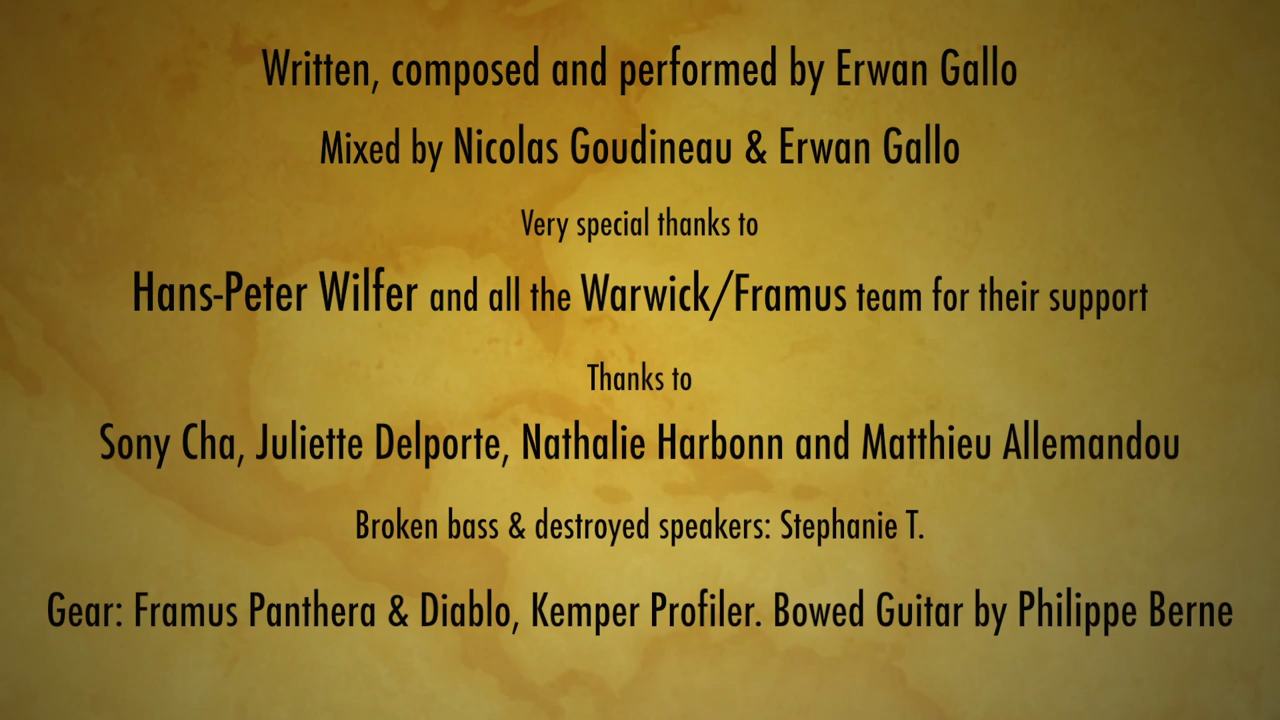 Written, composed and performed by Erwan Gallo
Mixed by Nicolas Goudineau & Erwan Gallo
Very special thanks to
Hans-Peter Wilfer and all the Warwick/Framus team for their support
Thanks to
Sony Cha, Juliette Delporte, Nathalie Harbonn and Matthieu Allemandou
Broken bass & destroyed speakers: Stephanie T.
Gear: Framus Panthera & Diablo, Kemper Profiler. Bowed Guitar by Philippe Berne